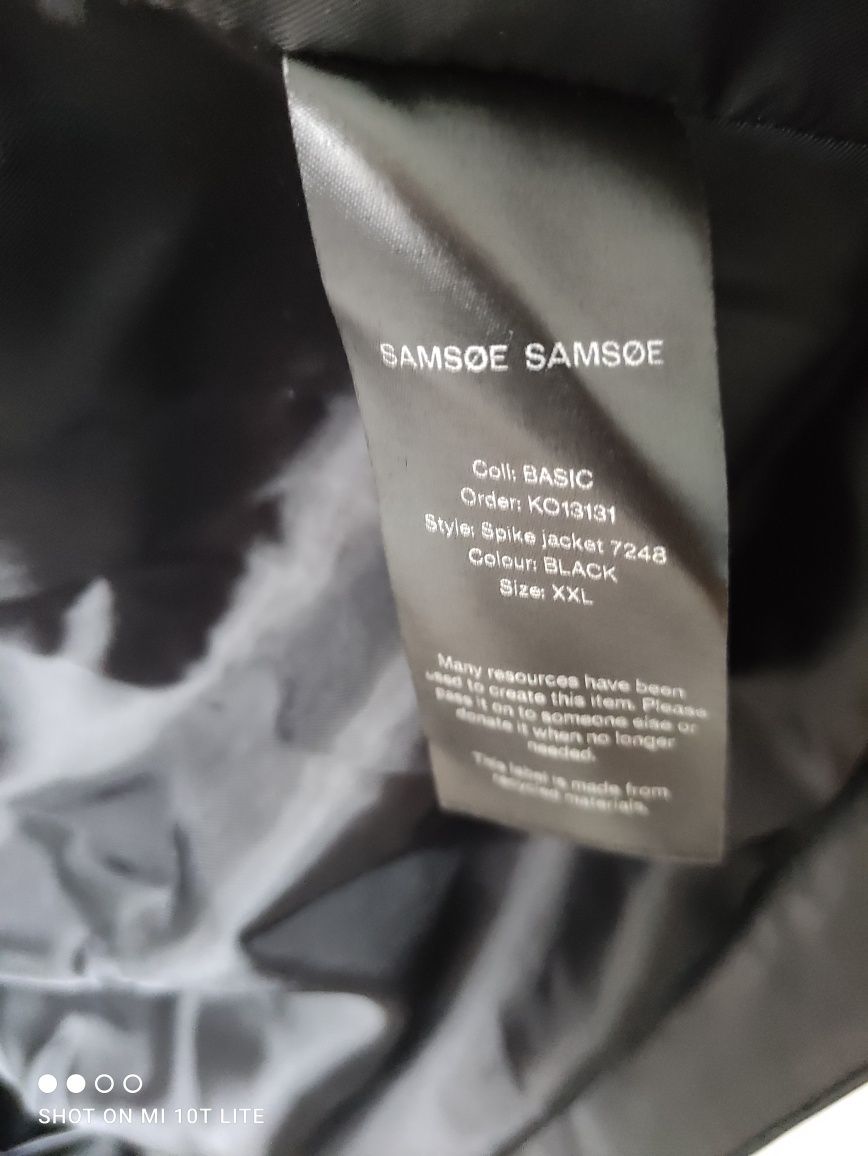 SAMSØE SAMSØE
Coll: BASIC
Order: KO13131
Style: Spike jacket 7248
Colour: BLACK
Size: XXL
Many resources have been
used to create this item. Please
pass it on to someone else or
donate it when no longer
needed.
This label is made from
recycled materials.
SHOT ON MI 10T LITE